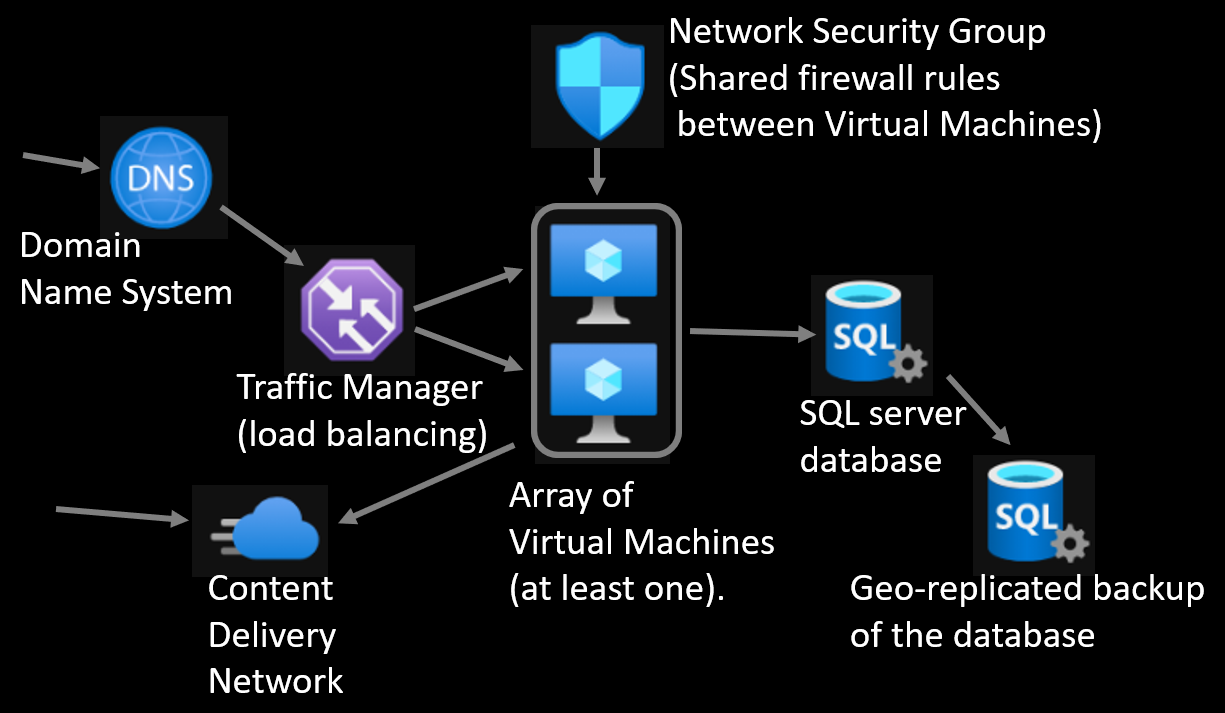 Network Security Group
(Shared firewall rules
between Virtual Machines)
DNS
Domain
Name System
Traffic Manager
(load balancing)
SQL
SQL server
database
Array of
Virtual Machines
(at least one).
SQL
Geo-replicated backup
of the database
Content
Delivery
Network